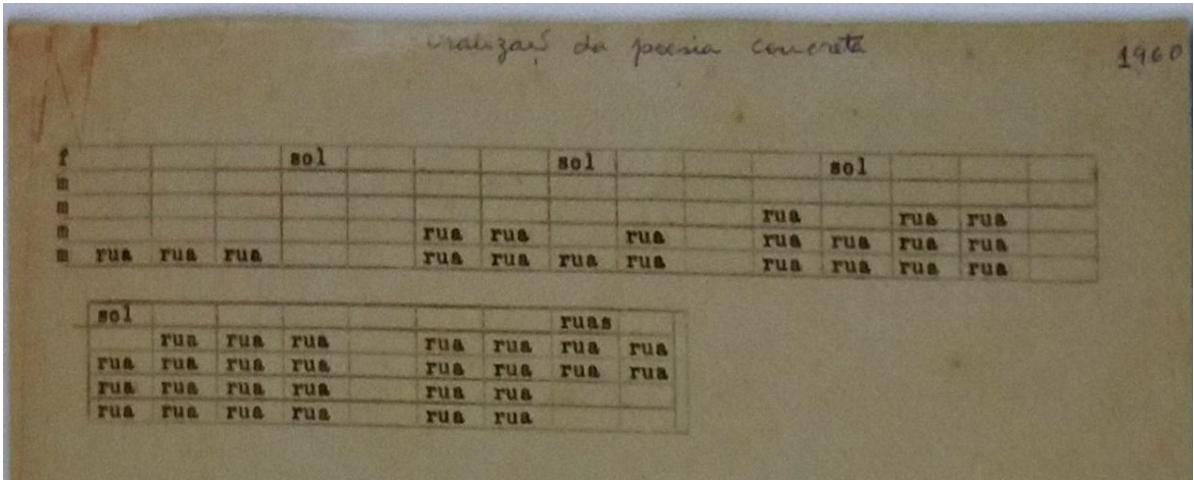 oralizaçã da poesia concreta 1960
f sol sol sol
m
m rua rua rua
m rua rua rua rua rua rua rua
m rua rua rua rua rua rua rua rua rua rua rua
sol ruas
rua rua rua rua rua rua rua
rua rua rua rua rua rua rua rua
rua rua rua rua rua rua
rua rua rua rua rua rua